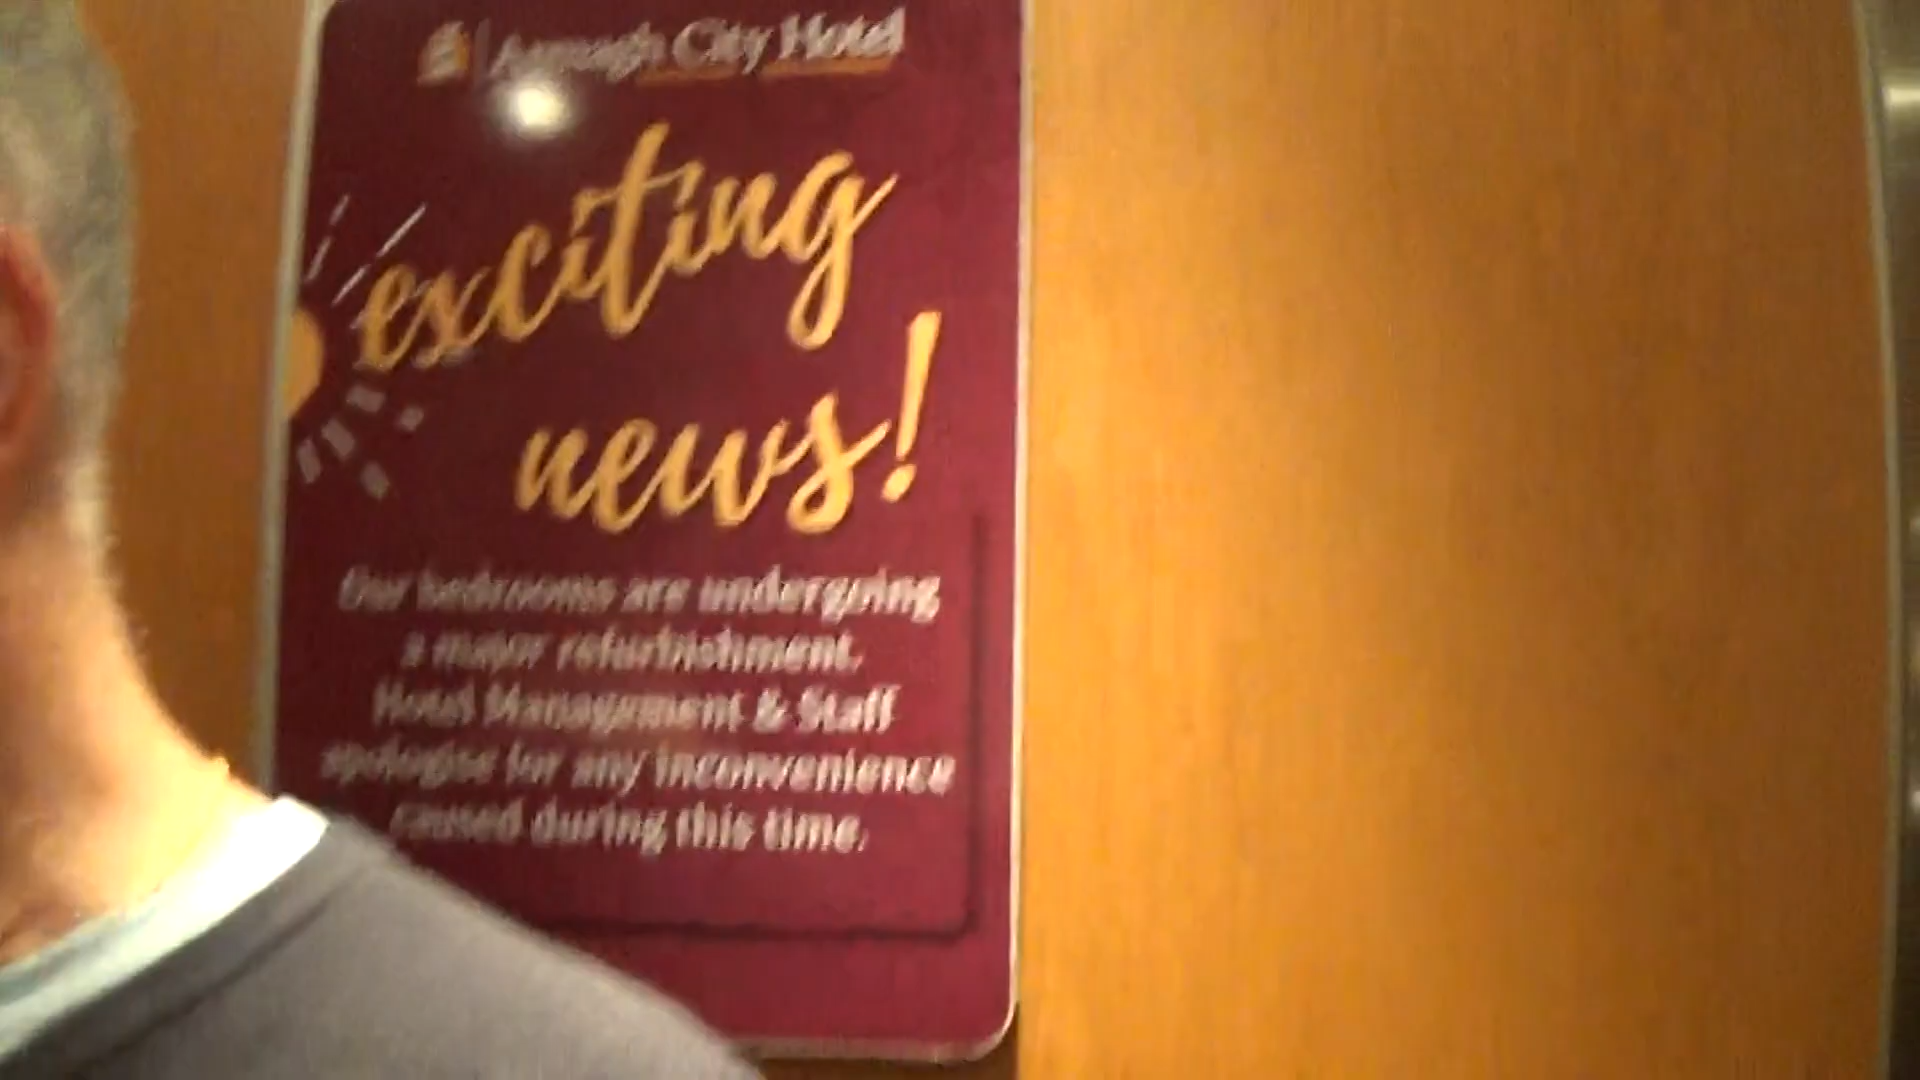 Armagh City Hotel
exciting
news!
Our bedrooms are undergoing
a major refurbishment.
Hotel Management & Staff
apologise for any inconvenience
caused during this time.